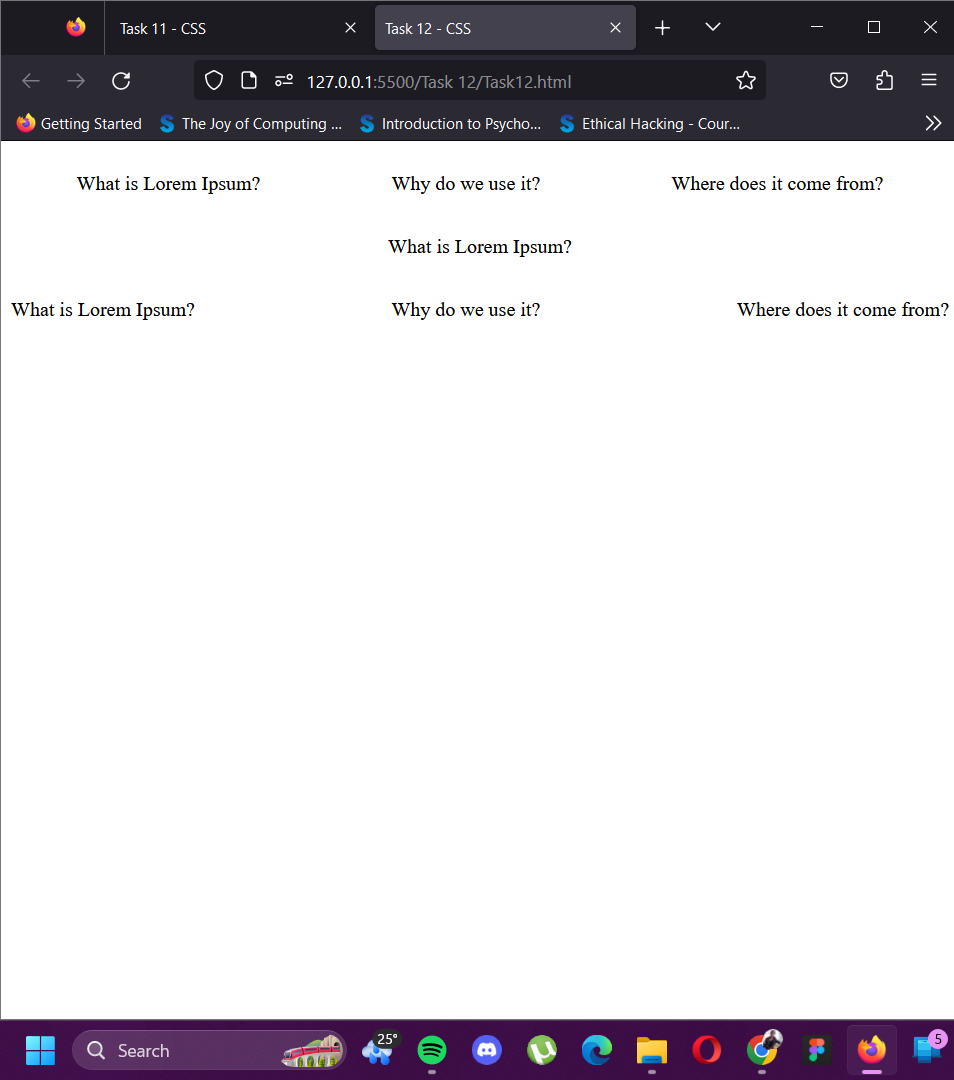 Task 11 - CSS
Task 12 - CSS
127.0.0.1:5500/Task 12/Task12.html
Getting Started
The Joy of Computing ...
Introduction to Psycho...
Ethical Hacking - Cour...
What is Lorem Ipsum? Why do we use it? Where does it come from?
What is Lorem Ipsum?
What is Lorem Ipsum? Why do we use it? Where does it come from?
Search
25°
5